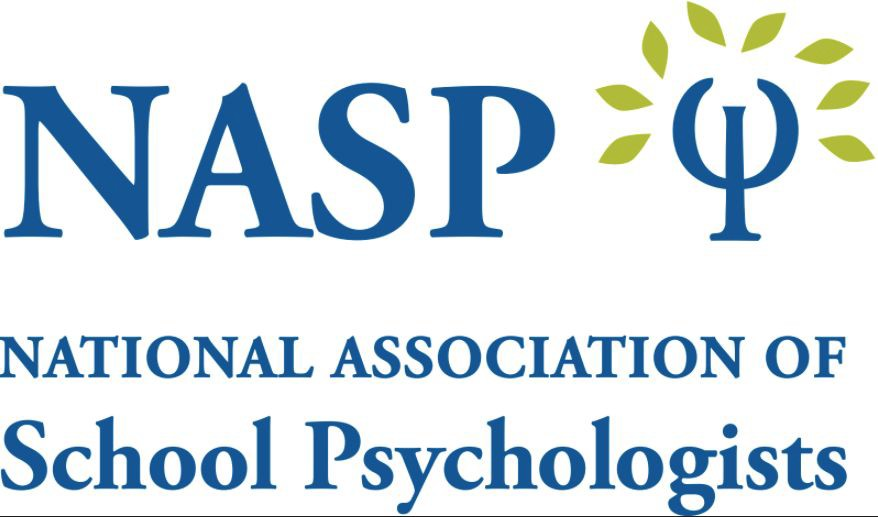 NASP
NATIONAL ASSOCIATION OF
School Psychologists